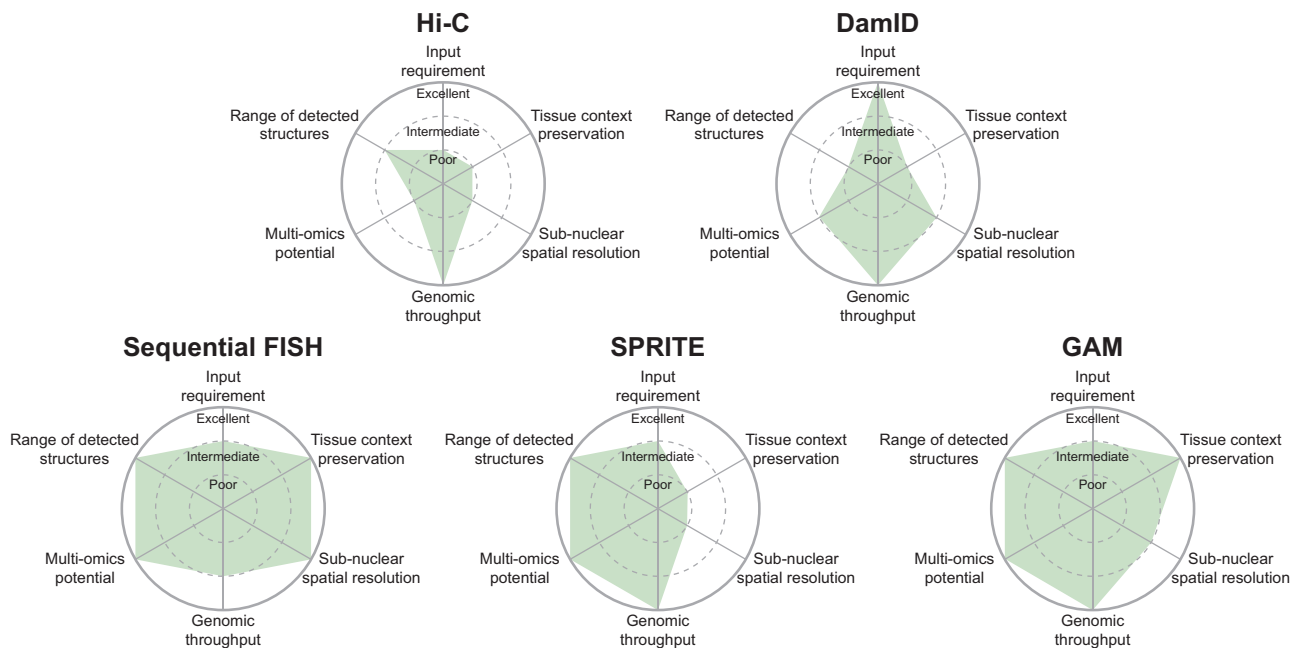 Hi-C
Input
requirement
Excellent
Range of detected
structures
Tissue context
preservation
Intermediate
Poor
Multi-omics
potential
Sub-nuclear
spatial resolution
Genomic
throughput
DamID
Input
requirement
Excellent
Range of detected
structures
Tissue context
preservation
Intermediate
Poor
Multi-omics
potential
Sub-nuclear
spatial resolution
Genomic
throughput
Sequential FISH
Input
requirement
Excellent
Range of detected
structures
Tissue context
preservation
Intermediate
Poor
Multi-omics
potential
Sub-nuclear
spatial resolution
Genomic
throughput
SPRITE
Input
requirement
Excellent
Range of detected
structures
Tissue context
preservation
Intermediate
Poor
Multi-omics
potential
Sub-nuclear
spatial resolution
Genomic
throughput
GAM
Input
requirement
Excellent
Range of detected
structures
Tissue context
preservation
Intermediate
Poor
Multi-omics
potential
Sub-nuclear
spatial resolution
Genomic
throughput